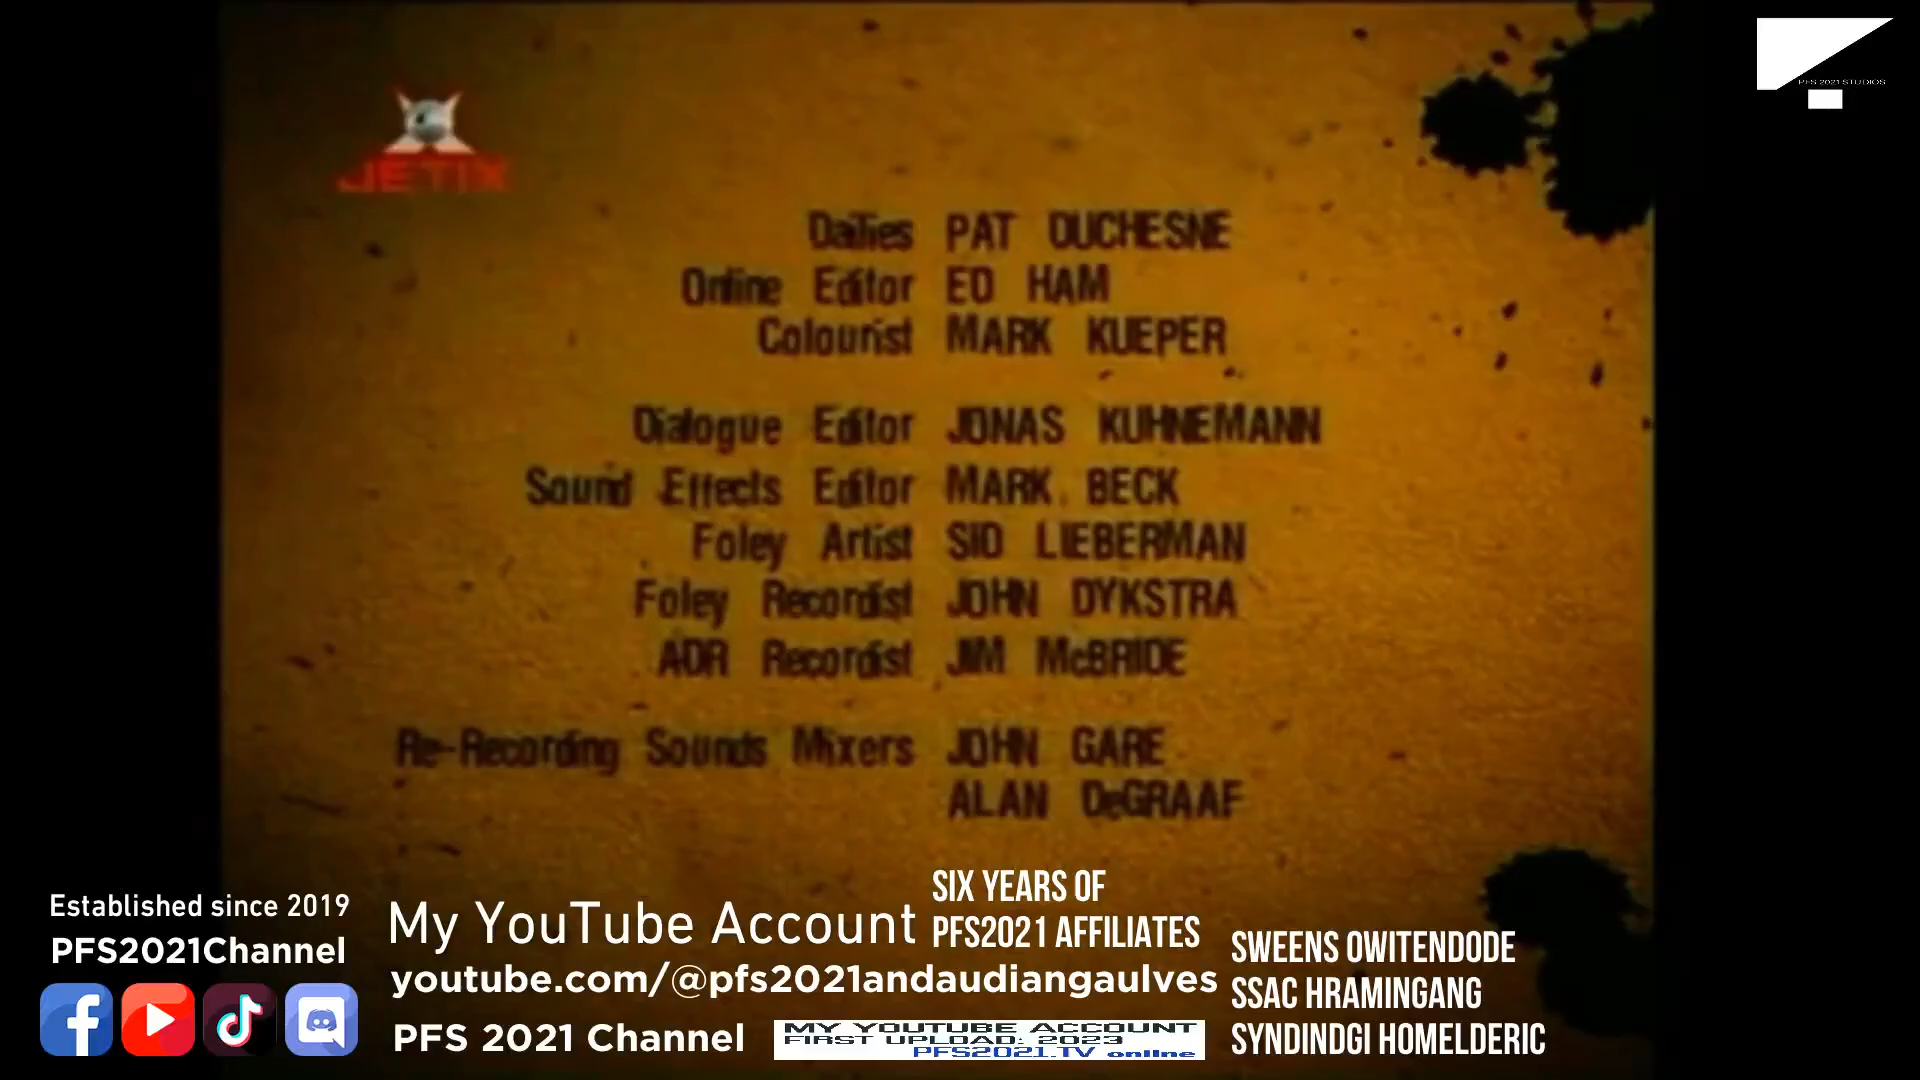 PFS 2021 STUDIOS
JETIX
Dailies PAT DUCHESNE
Online Editor ED HAM
Colourist MARK KUEPER
Dialogue Editor JONAS KUHNEMANN
Sound Effects Editor MARK BECK
Foley Artist SID LIEBERMAN
Foley Recordist JOHN DYKSTRA
ADR Recordist JIM McBRIDE
Re-Recording Sounds Mixers JOHN GARE
ALAN DeGRAAF
Established since 2019
PFS2021Channel
My YouTube Account
youtube.com/@pfs2021andaudiangaulves
PFS 2021 Channel
SIX YEARS OF
PFS2021 AFFILIATES
MY YOUTUBE ACCOUNT
FIRST UPLOAD: 2023
PFS2021.TV online
SWEENS OWITENDODE
SSAC HRAMINGANG
SYNDINDGI HOMELDERIC